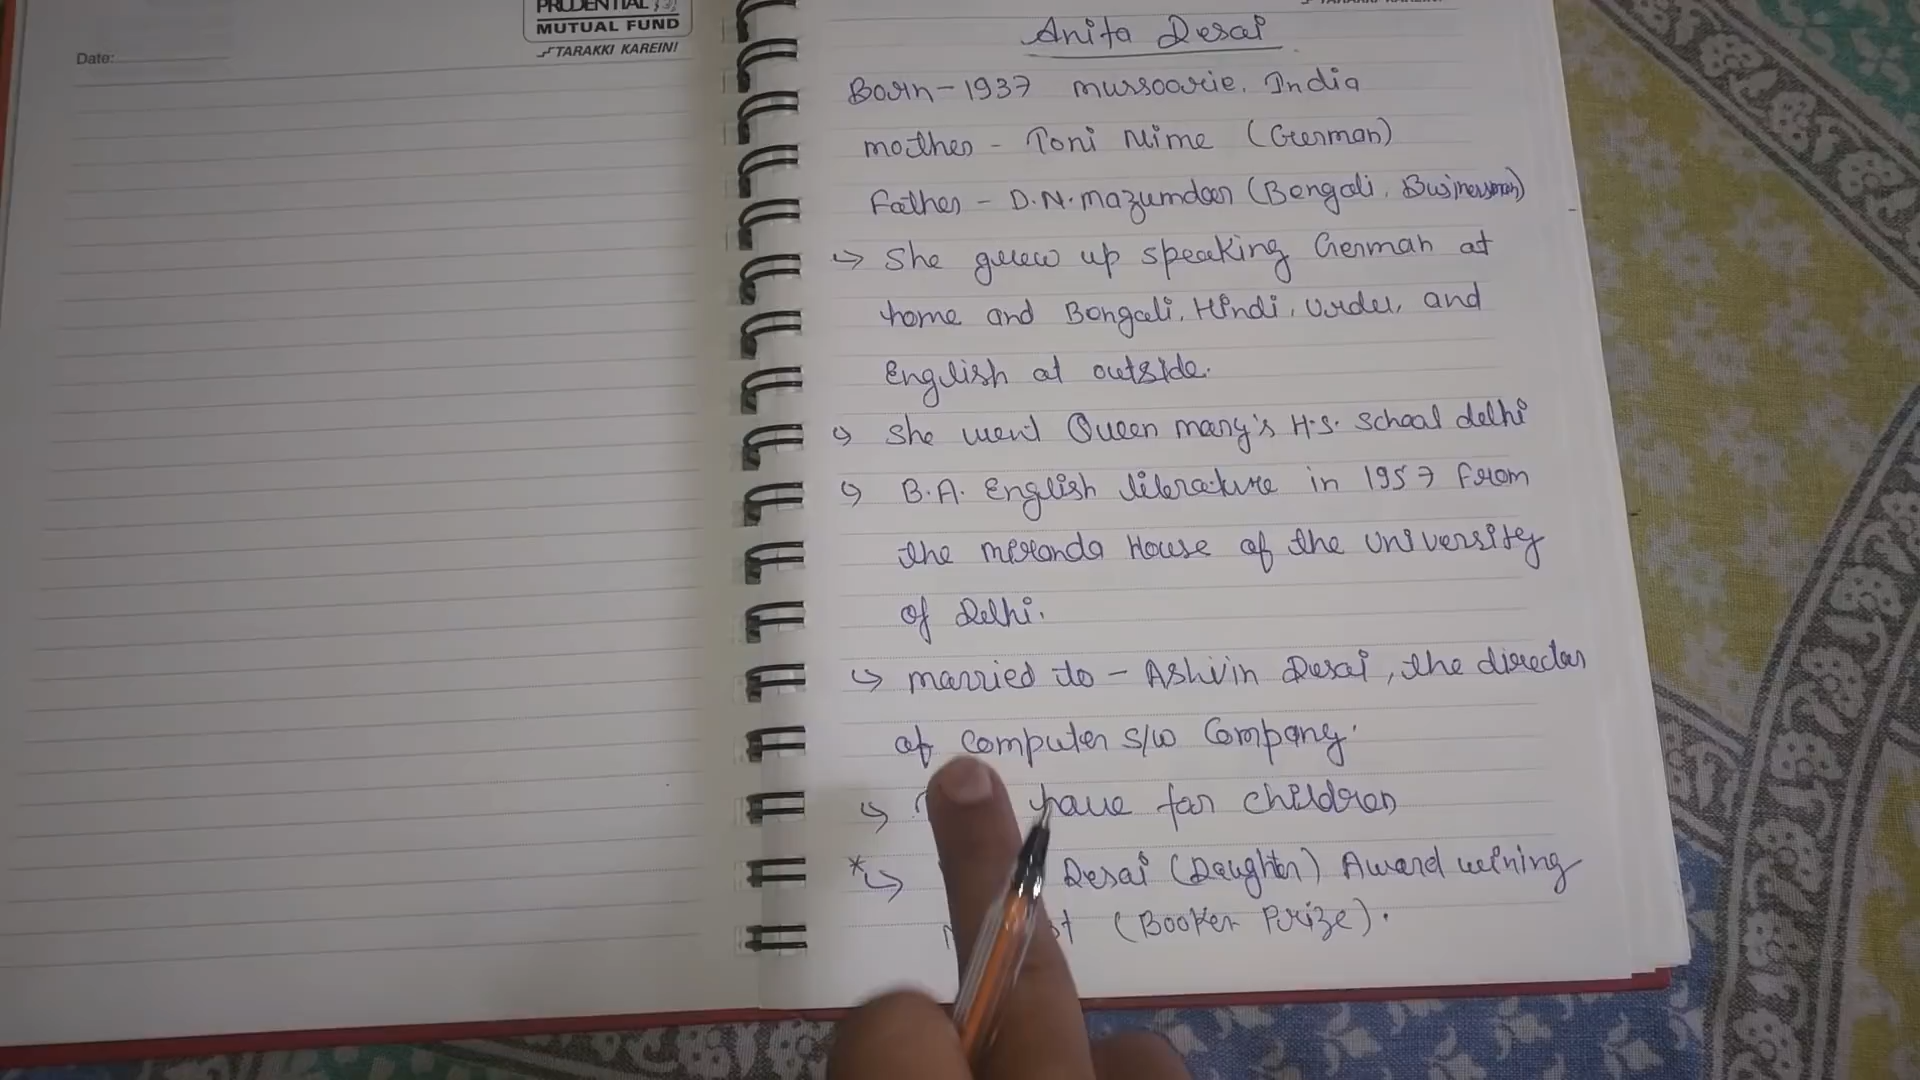 PRUDENTIAL
MUTUAL FUND
TARAKKI KAREIN!
Date:
TARAKKI KAREIN!
Anita Desai
Born - 1937 mussoorie, India
mother - Toni Nime (German)
Father - D.N. mazumdar (Bengali, Businessman)
↳ She grew up speaking German at
home and Bengali, Hindi, Urdu, and
English at outside.
↳ She went Queen mary's H.S. School delhi
↳ B.A. English literature in 1957 From
the miranda House of the University
of Delhi.
↳ married to - Ashvin Desai, the director
of computer s/w Company.
↳ have for children
*↳ Desai (Daughter) Award wining
(Booker Prize).